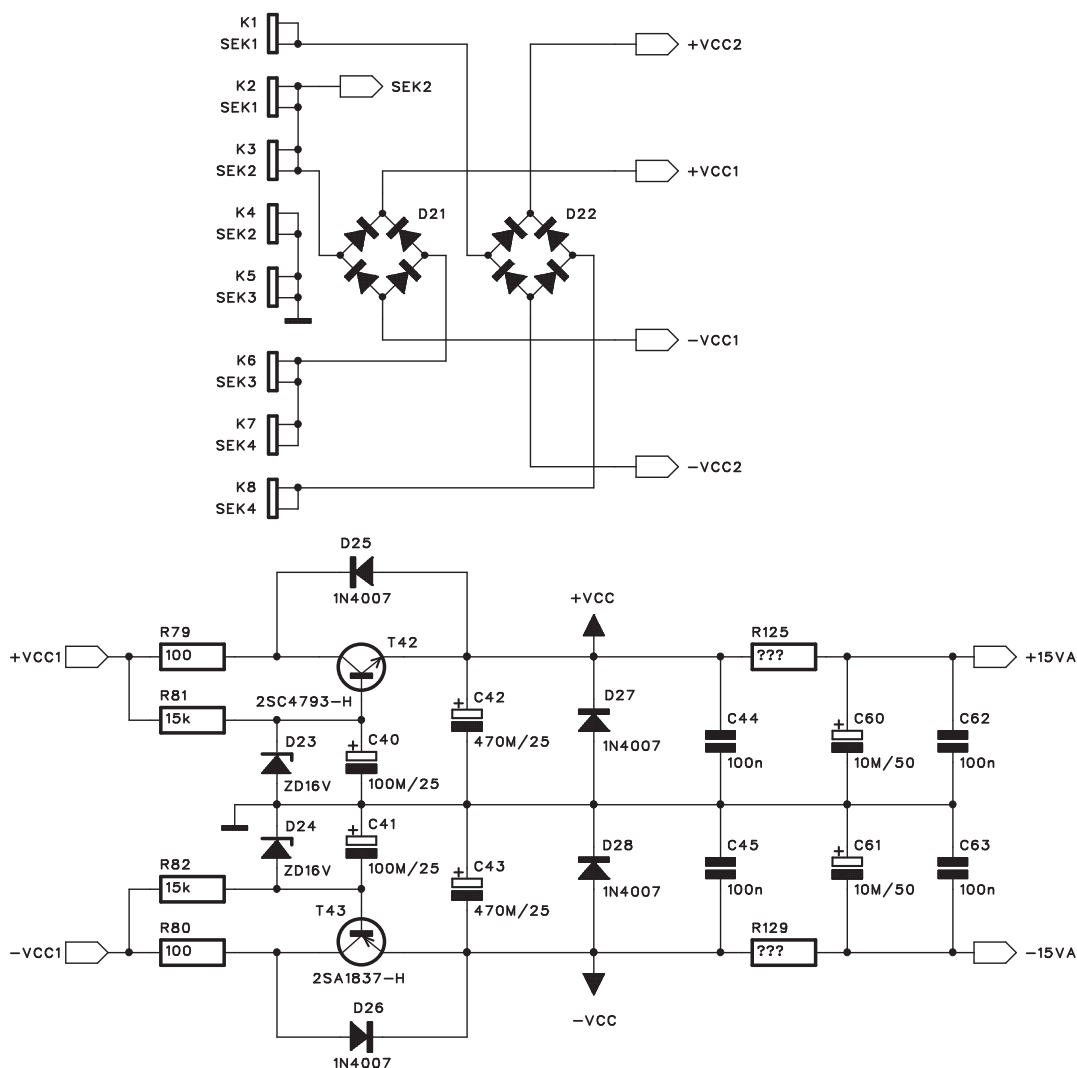 K1
SEK1
+VCC2
K2
SEK1
SEK2
K3
SEK2
+VCC1
K4
SEK2
D21
D22
K5
SEK3
-VCC1
K6
SEK3
K7
SEK4
-VCC2
K8
SEK4
D25
1N4007
+VCC
R79
100
T42
R125
???
+VCC1
+15VA
R81
15k
2SC4793-H
C42
470M/25
D27
1N4007
C44
100n
C60
10M/50
C62
100n
D23
ZD16V
C40
100M/25
D24
ZD16V
C41
100M/25
C43
470M/25
D28
1N4007
C45
100n
C61
10M/50
C63
100n
R82
15k
T43
R80
100
R129
???
-VCC1
-15VA
2SA1837-H
D26
1N4007
-VCC